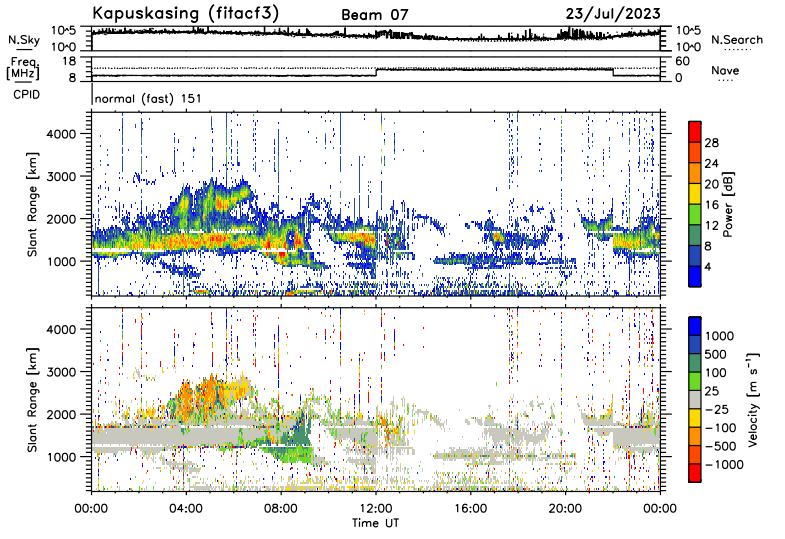 Kapuskasing (fitacf3) Beam 07 23/Jul/2023
N.Sky 10^5 10^0 10^5 10^0 N.Search
Freq. [MHz] 18 8 60 0 Nave
CPID normal (fast) 151
Slant Range [km]
4000
3000
2000
1000
Power [dB]
28
24
20
16
12
8
4
Slant Range [km]
4000
3000
2000
1000
Velocity [m s^-1]
1000
500
100
25
-25
-100
-500
-1000
00:00 04:00 08:00 12:00 16:00 20:00 00:00
Time UT